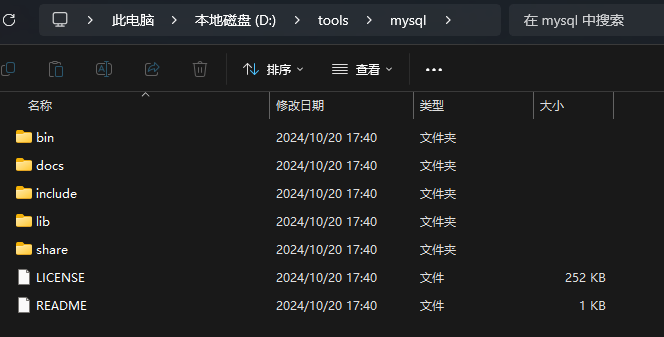 此电脑 本地磁盘 (D:) tools mysql 在 mysql 中搜索
排序 查看
名称 修改日期 类型 大小
bin 2024/10/20 17:40 文件夹
docs 2024/10/20 17:40 文件夹
include 2024/10/20 17:40 文件夹
lib 2024/10/20 17:40 文件夹
share 2024/10/20 17:40 文件夹
LICENSE 2024/10/20 17:40 文件 252 KB
README 2024/10/20 17:40 文件 1 KB